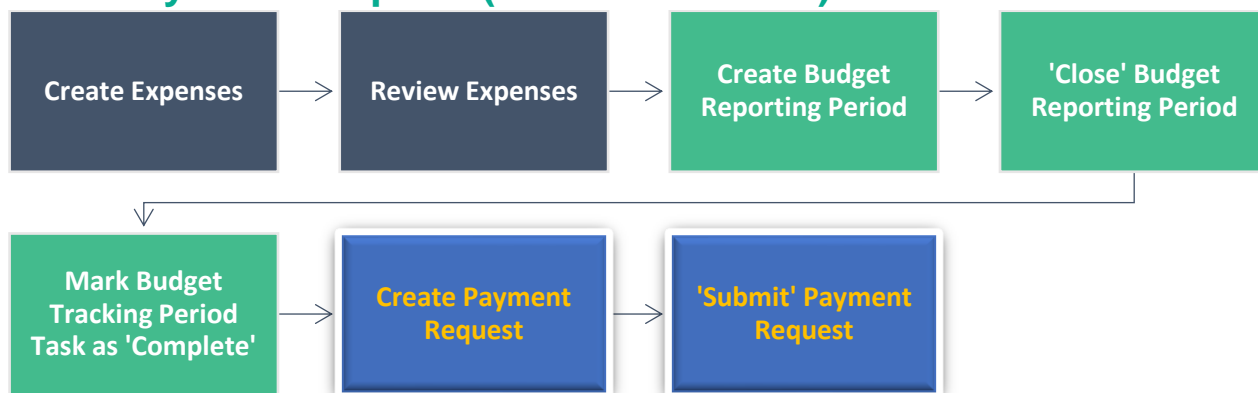 Create Expenses
Review Expenses
Create Budget
Reporting Period
'Close' Budget
Reporting Period
Mark Budget
Tracking Period
Task as 'Complete'
Create Payment
Request
'Submit' Payment
Request